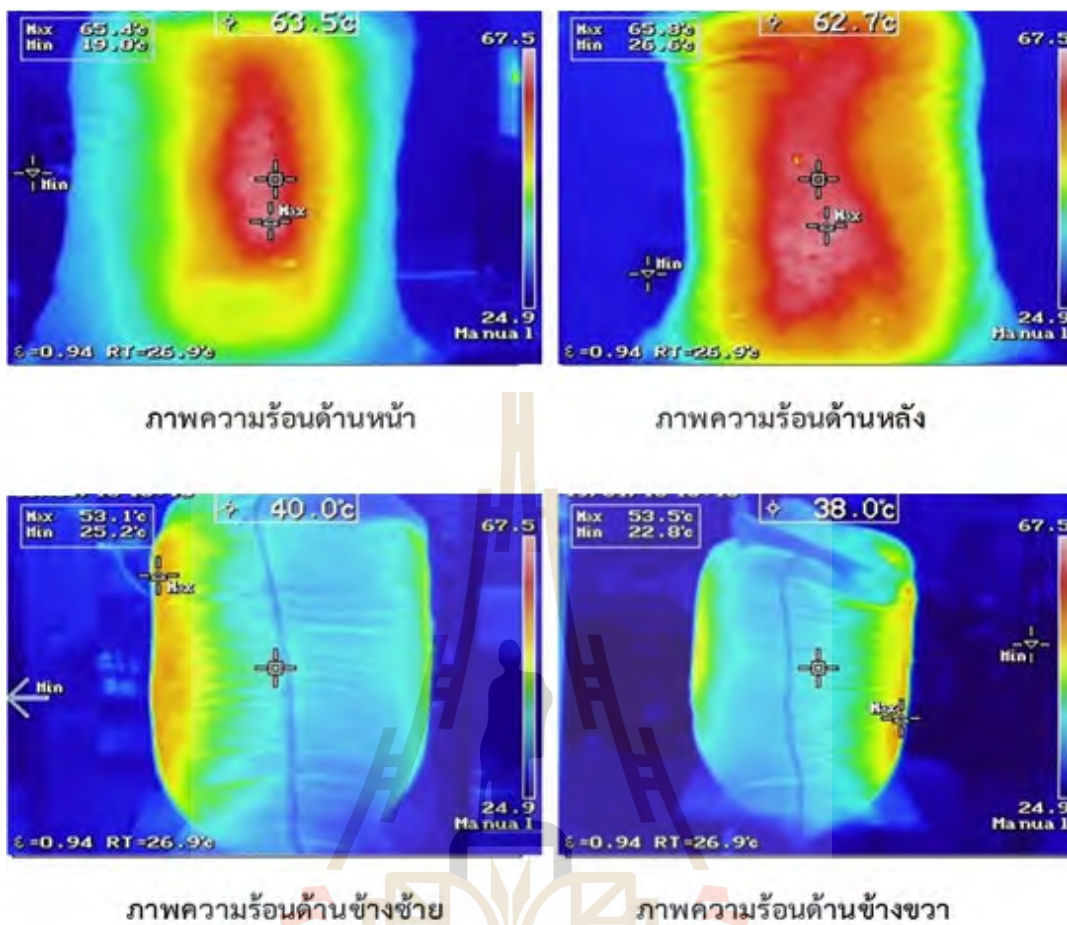 Max 65.4℃
Min 19.0℃
63.5℃
67.5
Min
Max
24.9
Manual
ε=0.94 RT=26.9℃
Max 65.8℃
Min 26.6℃
62.7℃
67.5
Max
Min
24.9
Manual
ε=0.94 RT=26.9℃
ภาพความร้อนด้านหน้า
ภาพความร้อนด้านหลัง
Max 53.1℃
Min 25.2℃
40.0℃
67.5
Max
Min
24.9
Manual
ε=0.94 RT=26.9℃
Max 53.5℃
Min 22.8℃
38.0℃
67.5
Min
Max
24.9
Manual
ε=0.94 RT=26.9℃
ภาพความร้อนด้านข้างซ้าย
ภาพความร้อนด้านข้างขวา